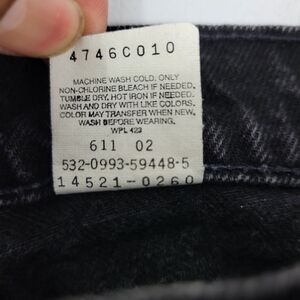 4746C010
MACHINE WASH COLD. ONLY
NON-CHLORINE BLEACH IF NEEDED.
TUMBLE DRY. HOT IRON IF NEEDED.
WASH AND DRY WITH LIKE COLORS.
COLOR MAY TRANSFER WHEN NEW.
WASH BEFORE WEARING.
WPL 423
611 02
532-0993-59448-5
14521-0260